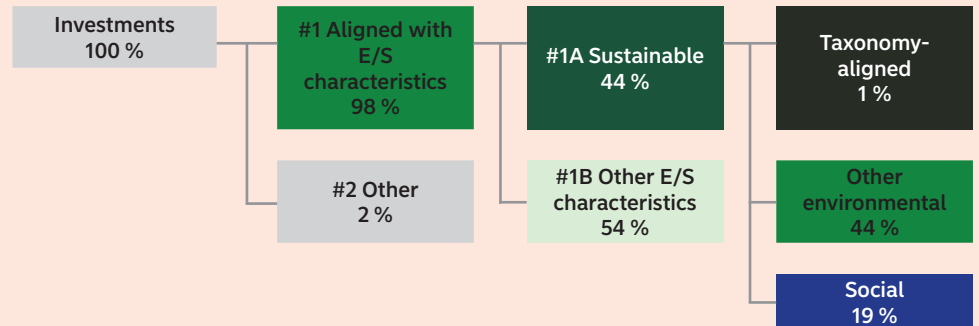 Investments
100 %
#1 Aligned with
E/S
characteristics
98 %
#1A Sustainable
44 %
Taxonomy-
aligned
1 %
#2 Other
2 %
#1B Other E/S
characteristics
54 %
Other
environmental
44 %
Social
19 %